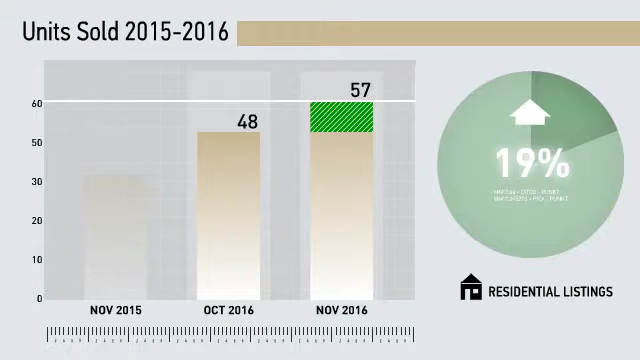 Units Sold 2015-2016
57
48
60
50
30
20
10
0
NOV 2015
OCT 2016
NOV 2016
19%
RESIDENTIAL LISTINGS